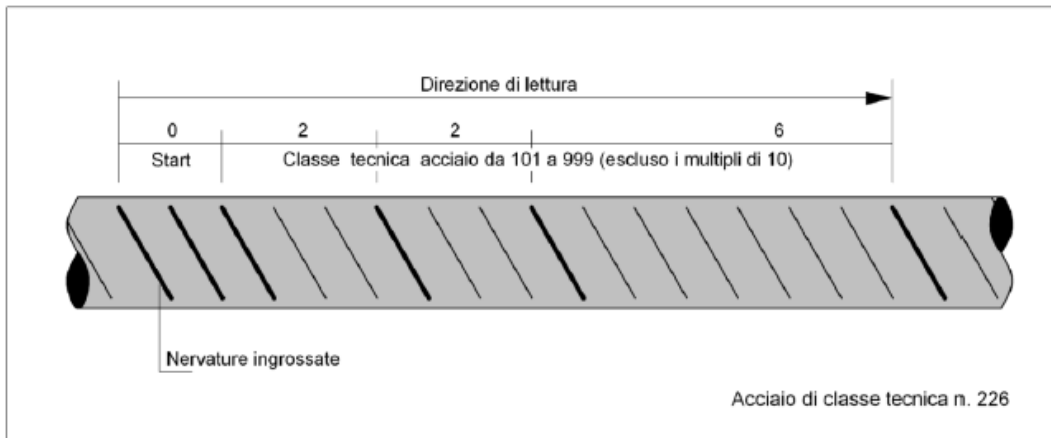 Direzione di lettura
0 2 2 6
Start Classe tecnica acciaio da 101 a 999 (escluso i multipli di 10)
Nervature ingrossate
Acciaio di classe tecnica n. 226